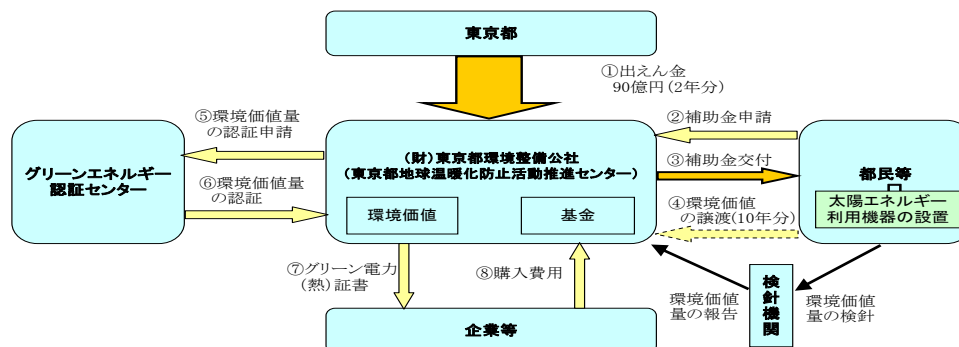 東京都
①出えん金
90億円(2年分)
⑤環境価値量
の認証申請
②補助金申請
グリーンエネルギー
認証センター
(財)東京都環境整備公社
(東京都地球温暖化防止活動推進センター)
③補助金交付
都民等
太陽エネルギー
利用機器の設置
⑥環境価値量
の認証
環境価値
基金
④環境価値
の譲渡(10年分)
⑦グリーン電力
(熱)証書
⑧購入費用
環境価値
量の報告
検針機関
環境価値
量の検針
企業等